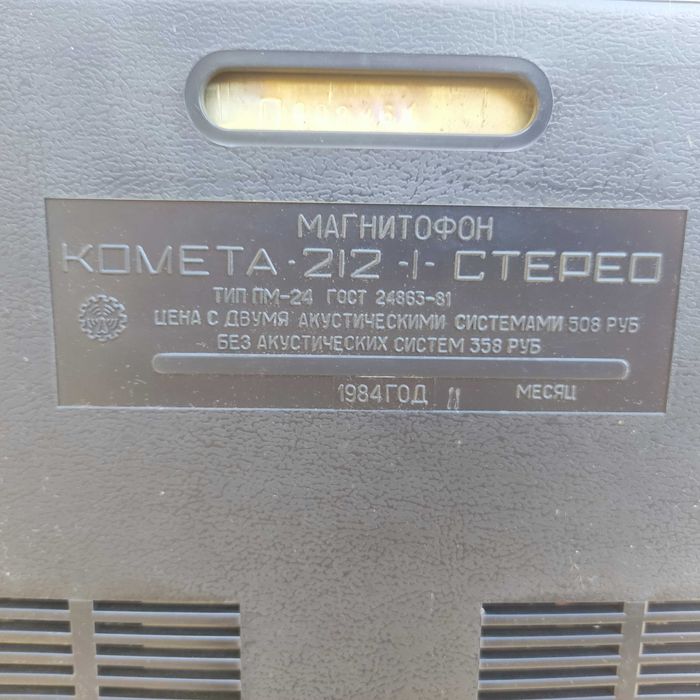 МАГНИТОФОН
КОМЕТА-212-1-СТЕРЕО
ТИП ПМ-24 ГОСТ 24863-81
ЦЕНА С ДВУМЯ АКУСТИЧЕСКИМИ СИСТЕМАМИ 508 РУБ
БЕЗ АКУСТИЧЕСКИХ СИСТЕМ 358 РУБ
1984 ГОД 11 МЕСЯЦ